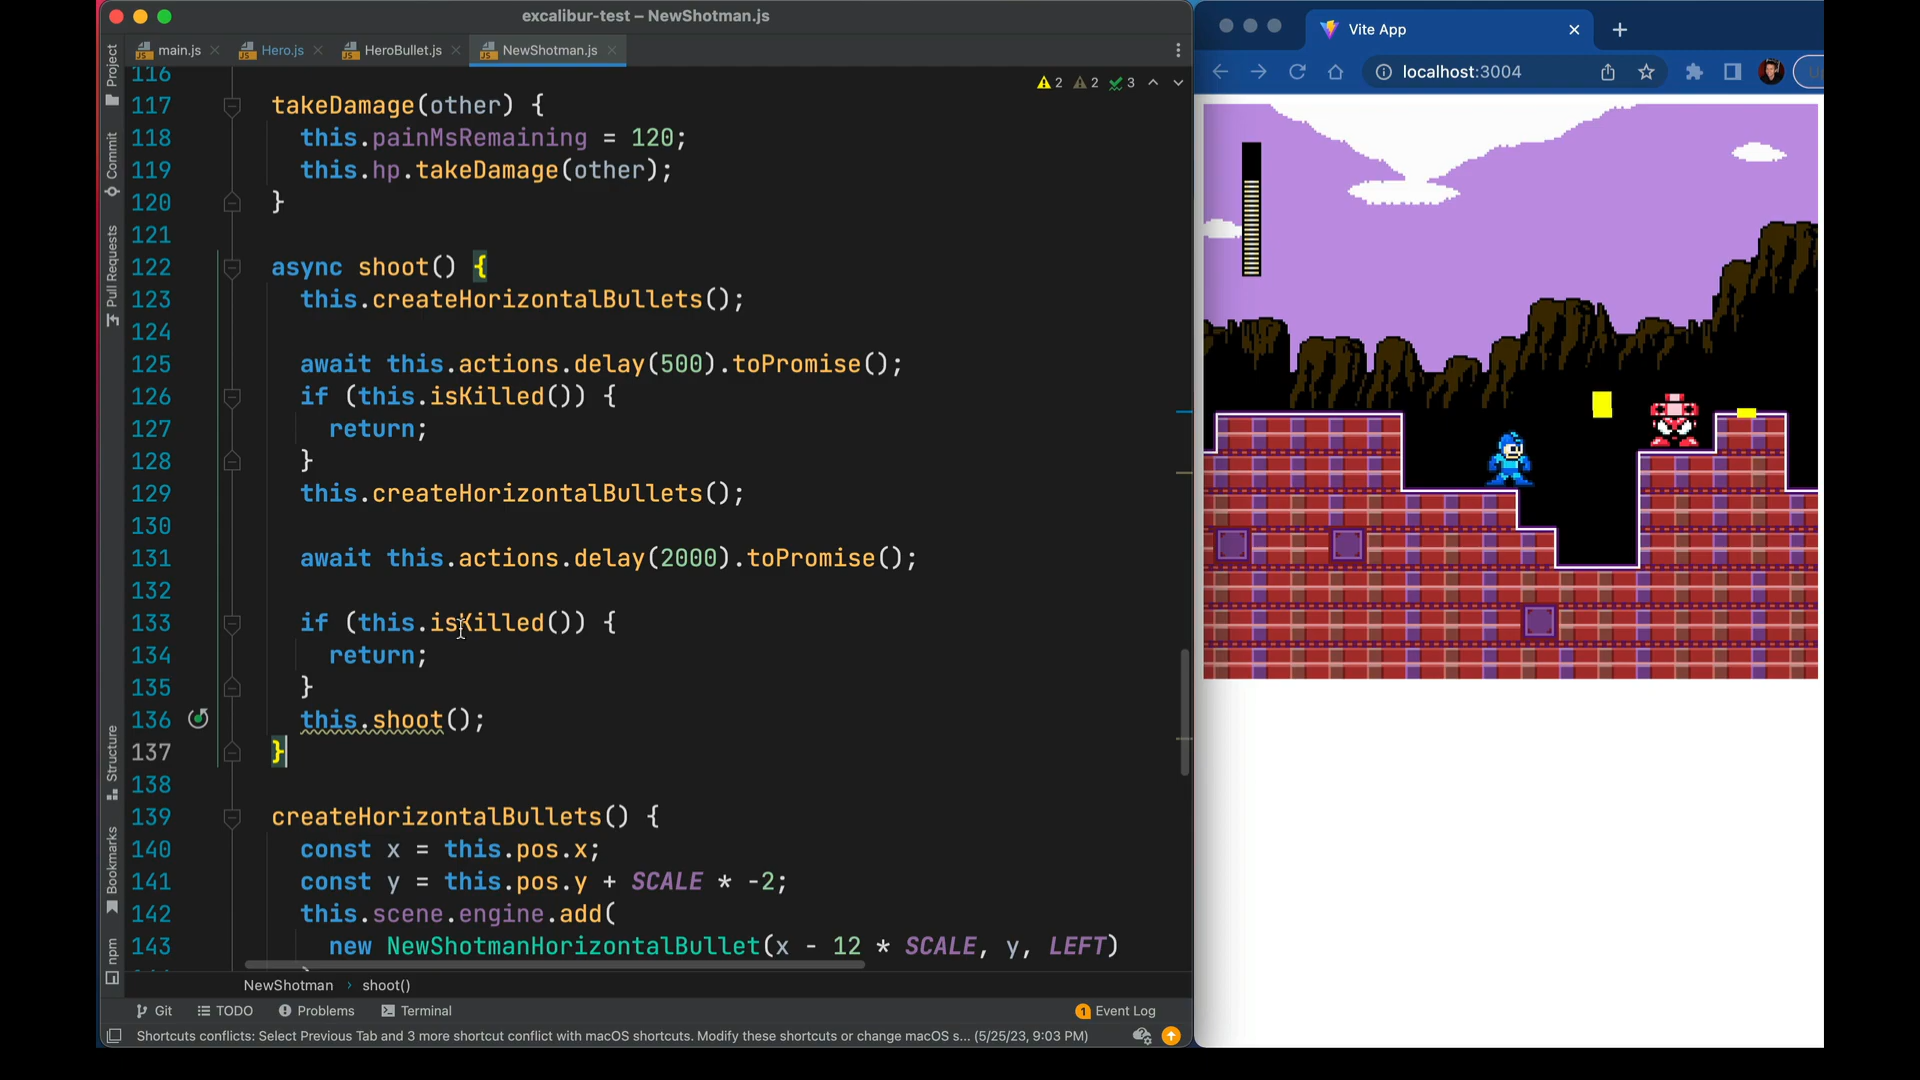 excalibur-test – NewShotman.js
main.js
Hero.js
HeroBullet.js
NewShotman.js
Vite App
localhost:3004
Project
Commit
Pull Requests
Structure
Bookmarks
npm
2 2 3
116
117 takeDamage(other) {
118 this.painMsRemaining = 120;
119 this.hp.takeDamage(other);
120 }
121
122 async shoot() {
123 this.createHorizontalBullets();
124
125 await this.actions.delay(500).toPromise();
126 if (this.isKilled()) {
127 return;
128 }
129 this.createHorizontalBullets();
130
131 await this.actions.delay(2000).toPromise();
132
133 if (this.isKilled()) {
134 return;
135 }
136 this.shoot();
137 }
138
139 createHorizontalBullets() {
140 const x = this.pos.x;
141 const y = this.pos.y + SCALE * -2;
142 this.scene.engine.add(
143 new NewShotmanHorizontalBullet(x - 12 * SCALE, y, LEFT)
NewShotman › shoot()
Git
TODO
Problems
Terminal
1 Event Log
Shortcuts conflicts: Select Previous Tab and 3 more shortcut conflict with macOS shortcuts. Modify these shortcuts or change macOS s... (5/25/23, 9:03 PM)